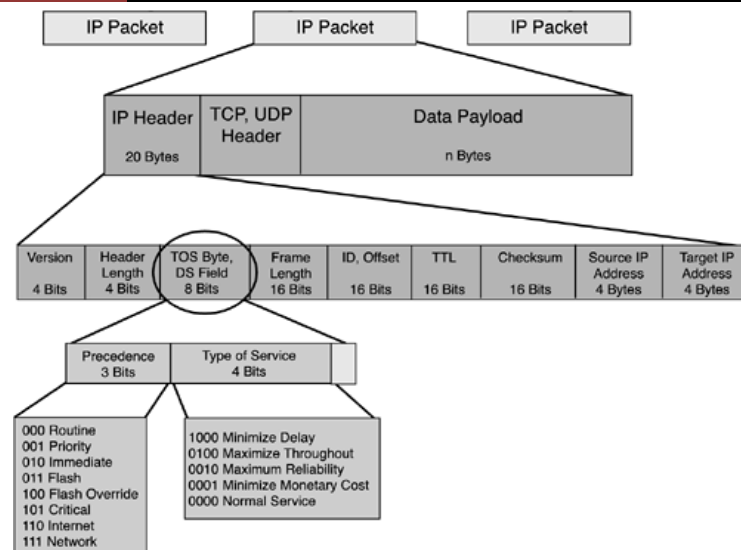 IP Packet
IP Packet
IP Packet
IP Header
20 Bytes
TCP, UDP
Header
Data Payload
n Bytes
Version
4 Bits
Header
Length
4 Bits
TOS Byte,
DS Field
8 Bits
Frame
Length
16 Bits
ID, Offset
16 Bits
TTL
16 Bits
Checksum
16 Bits
Source IP
Address
4 Bytes
Target IP
Address
4 Bytes
Precedence
3 Bits
Type of Service
4 Bits
000 Routine
001 Priority
010 Immediate
011 Flash
100 Flash Override
101 Critical
110 Internet
111 Network
1000 Minimize Delay
0100 Maximize Throughout
0010 Maximum Reliability
0001 Minimize Monetary Cost
0000 Normal Service